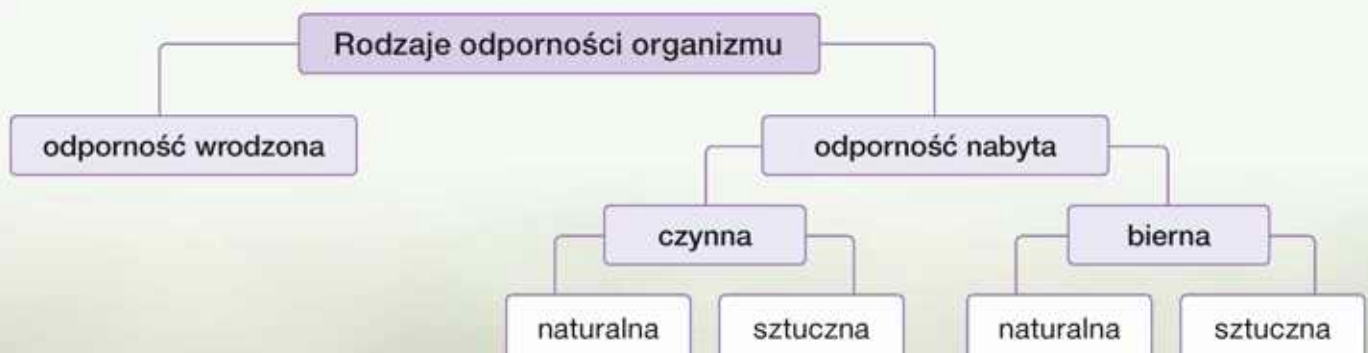 Rodzaje odporności organizmu
odporność wrodzona
odporność nabyta
czynna
bierna
naturalna
sztuczna
naturalna
sztuczna